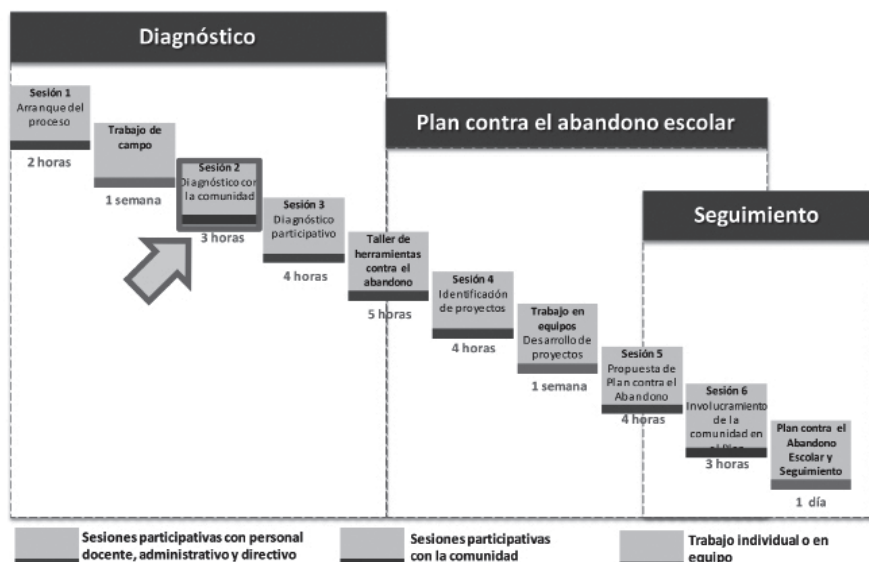 Diagnóstico
Sesión 1
Arranque del
proceso
2 horas
Trabajo de
campo
1 semana
Sesión 2
Diagnóstico con
la comunidad
3 horas
Sesión 3
Diagnóstico
participativo
4 horas
Plan contra el abandono escolar
Taller de
herramientas
contra el
abandono
5 horas
Sesión 4
Identificación
de proyectos
4 horas
Trabajo en
equipos
Desarrollo de
proyectos
1 semana
Seguimiento
Sesión 5
Propuesta de
Plan contra el
Abandono
4 horas
Sesión 6
Involucramiento
de la
comunidad en
el Plan
3 horas
Plan contra el
Abandono
Escolar y
Seguimiento
1 día
Sesiones participativas con personal
docente, administrativo y directivo
Sesiones participativas
con la comunidad
Trabajo individual o en
equipo